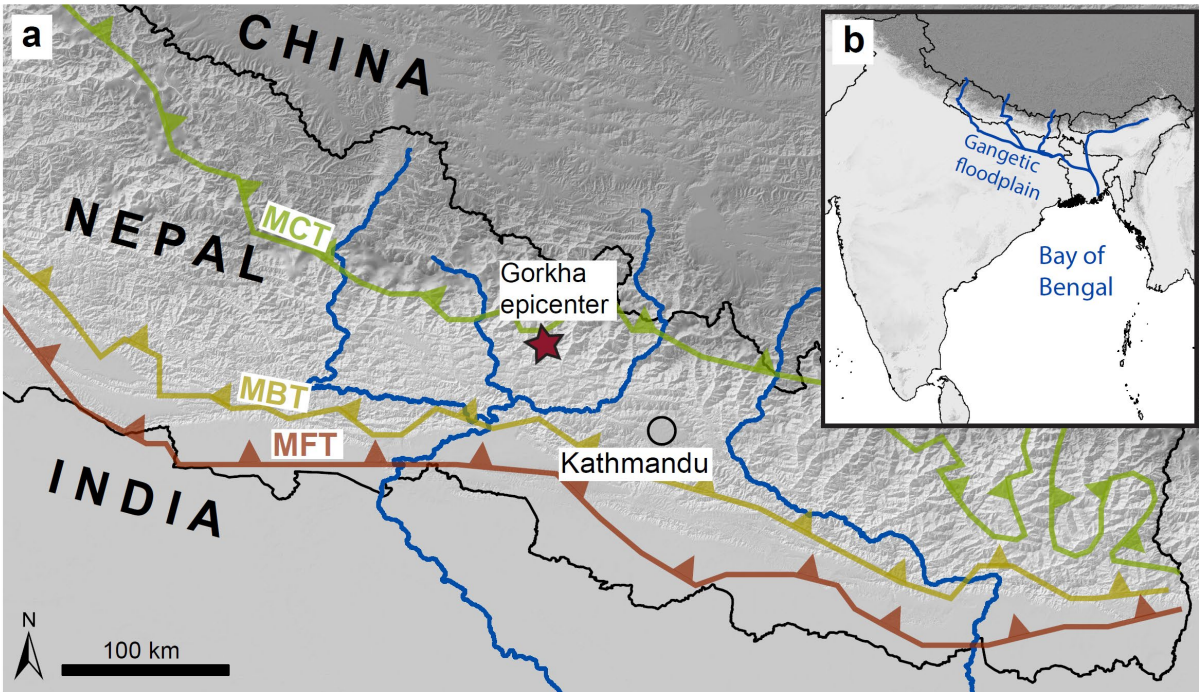 a
CHINA
NEPAL
MCT
Gorkha
epicenter
MBT
MFT
Kathmandu
INDIA
N
100 km
b
Gangetic
floodplain
Bay of
Bengal